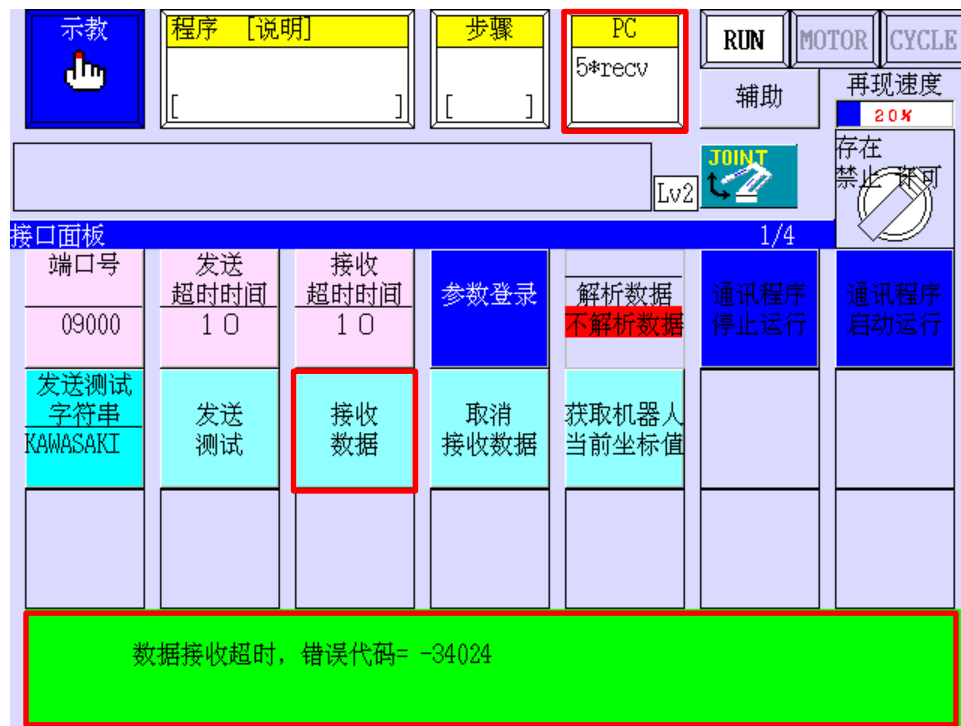 示教
程序 [说明]
[ ]
步骤
[ ]
PC
5*recv
RUN
MOTOR
CYCLE
辅助
再现速度
20%
Lv2
JOINT
存在
禁止 许可
接口面板 1/4
端口号
09000
发送
超时时间
10
接收
超时时间
10
参数登录
解析数据
不解析数据
通讯程序
停止运行
通讯程序
启动运行
发送测试
字符串
KAWASAKI
发送
测试
接收
数据
取消
接收数据
获取机器人
当前坐标值
数据接收超时，错误代码= -34024